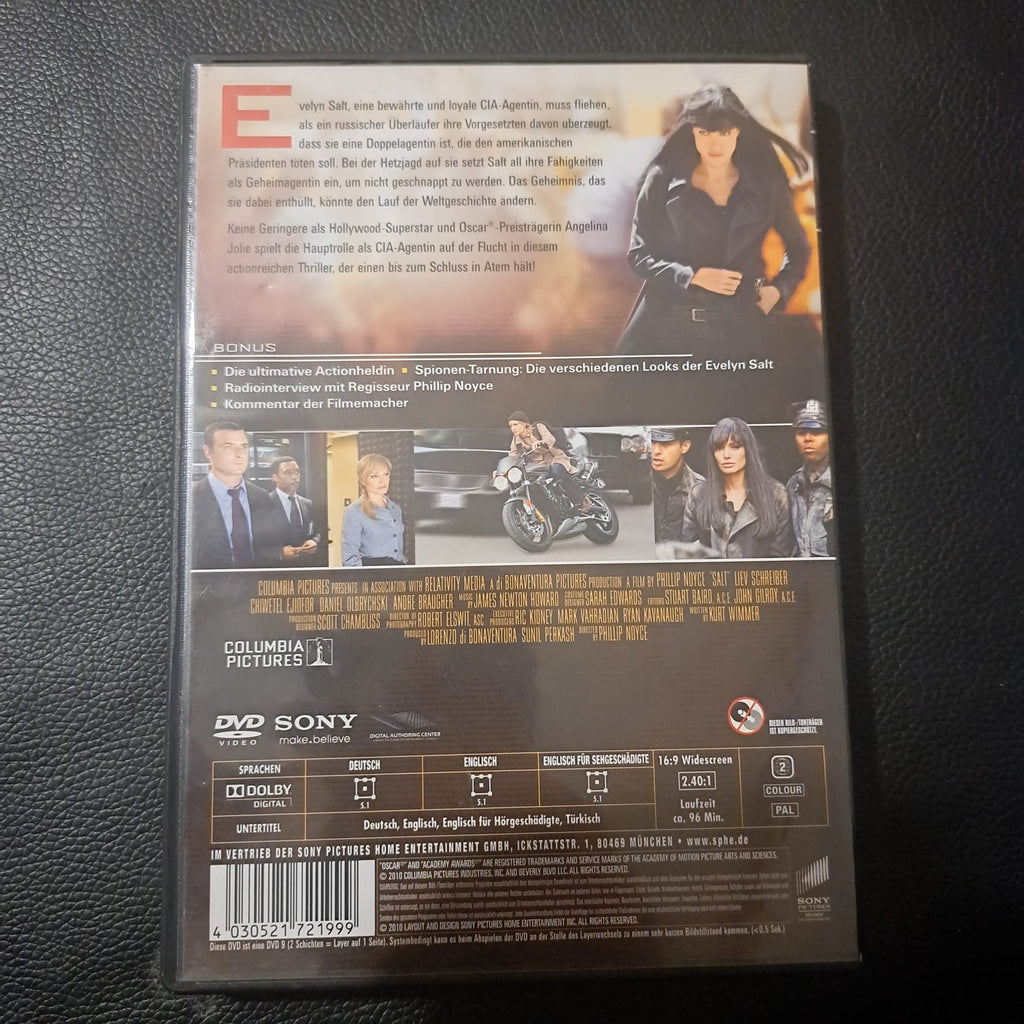 Evelyn Salt, eine bewährte und loyale CIA-Agentin, muss fliehen,
als ein russischer Überläufer ihre Vorgesetzten davon uberzeugt,
dass sie eine Doppelagentin ist, die den amerikanischen
Präsidenten töten soll. Bei der Hetzjagd auf sie setzt Salt all ihre Fähigkeiten
als Geheimagentin ein, um nicht geschnappt zu werden. Das Geheimnis, das
sie dabei enthüllt, könnte den Lauf der Weltgeschichte ändern.
Keine Geringere als Hollywood-Superstar und Oscar®-Preisträgerin Angelina
Jolie spielt die Hauptrolle als CIA-Agentin auf der Flucht in diesem
actionreichen Thriller, der einen bis zum Schluss in Atem hält!
BONUS
Die ultimative Actionheldin ▪ Spionen-Tarnung: Die verschiedenen Looks der Evelyn Salt
Radiointerview mit Regisseur Phillip Noyce
Kommentar der Filmemacher
COLUMBIA PICTURES PRESENTS IN ASSOCIATION WITH RELATIVITY MEDIA A di BONAVENTURA PICTURES PRODUCTION A FILM BY PHILLIP NOYCE "SALT" LIEV SCHREIBER
CHIWETEL EJIOFOR DANIEL OLBRYCHSKI ANDRE BRAUGHER MUSIC BY JAMES NEWTON HOWARD COSTUME DESIGNER SARAH EDWARDS EDITORS STUART BAIRD A.C.E. JOHN GILROY, A.C.E.
PRODUCTION DESIGNER SCOTT CHAMBLISS DIRECTOR OF PHOTOGRAPHY ROBERT ELSWIT ASC EXECUTIVE PRODUCERS RIC KIDNEY MARK VAHRADIAN RYAN KAVANAUGH WRITTEN BY KURT WIMMER
PRODUCED BY LORENZO di BONAVENTURA SUNIL PERKASH DIRECTED BY PHILLIP NOYCE
COLUMBIA
PICTURES
DVD VIDEO SONY make.believe
DIGITAL AUTHORING CENTER
DIESER BILD-/TONTRÄGER
IST KOPIERGESCHÜTZT.
SPRACHEN DEUTSCH ENGLISCH ENGLISCH FÜR SEHGESCHÄDIGTE
DOLBY DIGITAL 5.1 5.1 5.1
UNTERTITEL Deutsch, Englisch, Englisch für Hörgeschädigte, Türkisch
16:9 Widescreen
2.40:1
Laufzeit
ca. 96 Min.
2
COLOUR
PAL
IM VERTRIEB DER SONY PICTURES HOME ENTERTAINMENT GMBH, ICKSTATTSTR. 1, 80469 MÜNCHEN • www.sphe.de
"OSCAR®" AND "ACADEMY AWARDS®" ARE REGISTERED TRADEMARKS AND SERVICE MARKS OF THE ACADEMY OF MOTION PICTURE ARTS AND SCIENCES.
© 2010 COLUMBIA PICTURES INDUSTRIES, INC. AND BEVERLY BLVD LLC. ALL RIGHTS RESERVED.
© 2010 LAYOUT AND DESIGN SONY PICTURES HOME ENTERTAINMENT INC. ALL RIGHTS RESERVED.
SONY
PICTURES
HOME
ENTERTAINMENT
4 030521 721999
Diese DVD ist eine DVD 9 (2 Schichten = Layer auf 1 Seite). Systembedingt kann es beim Abspielen der DVD an der Stelle des Layerwechsels zu einem sehr kurzen Bildstillstand kommen. (<0.5 Sek.)